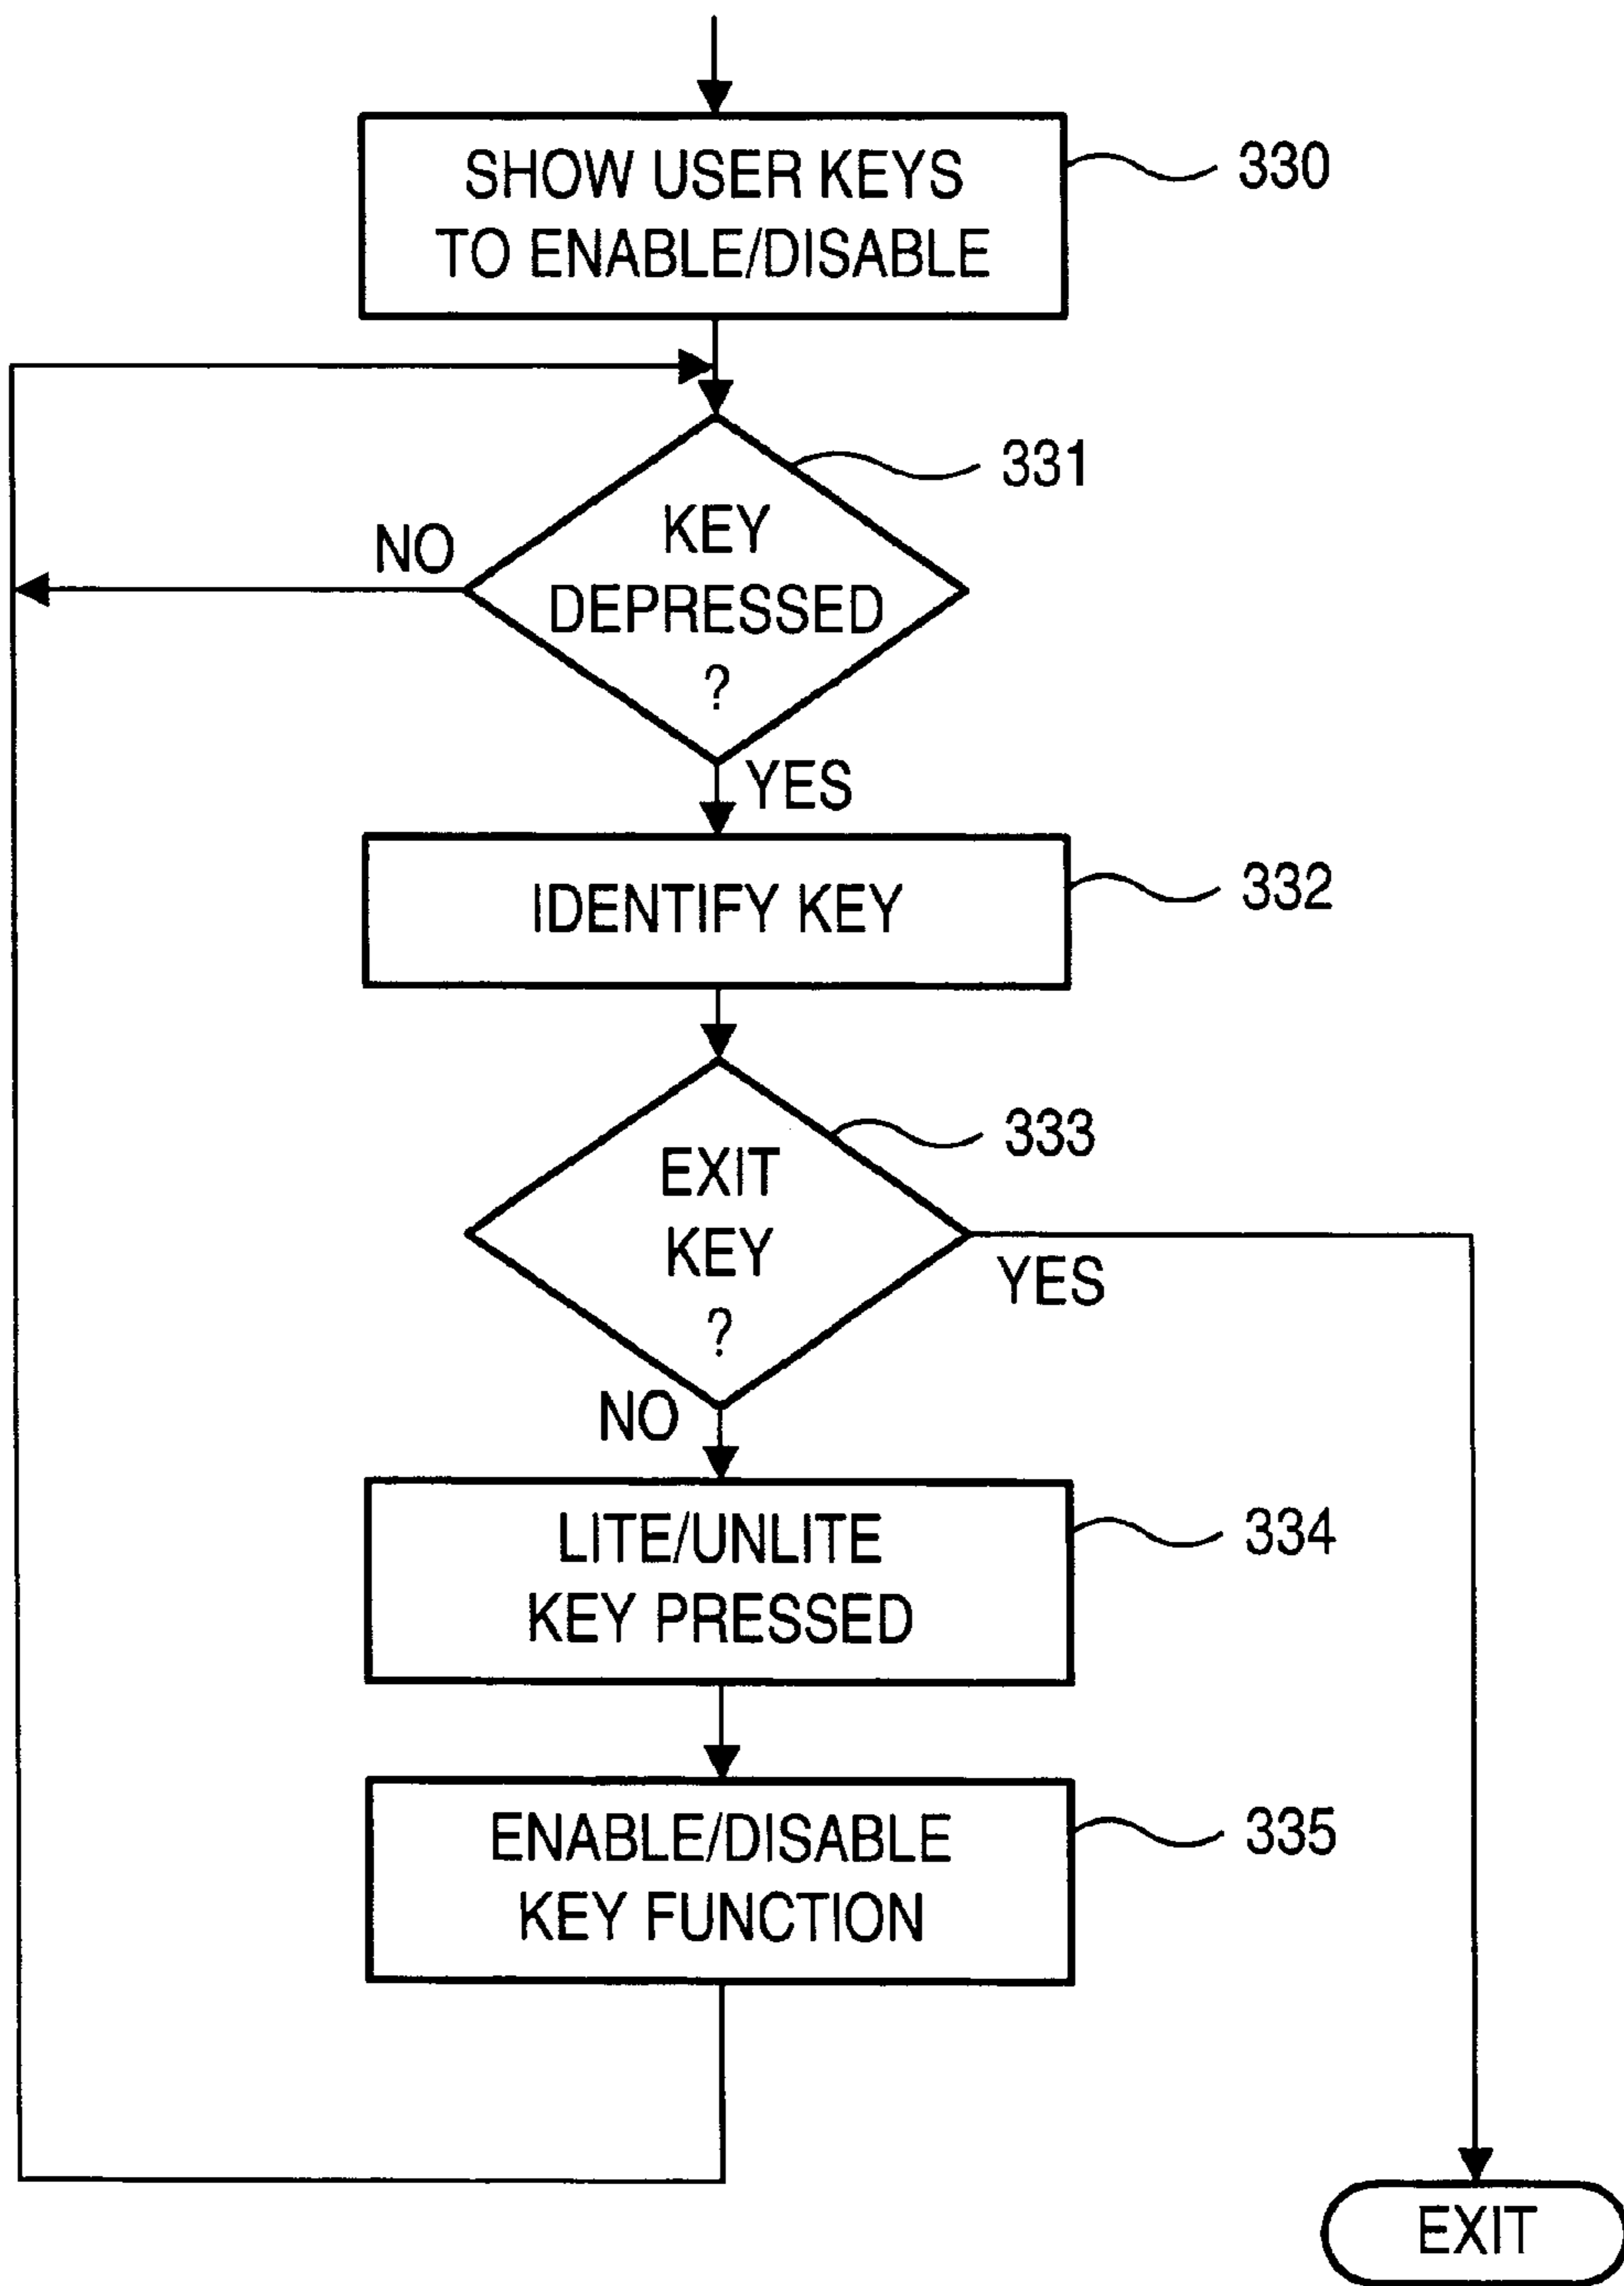 SHOW USER KEYS
TO ENABLE/DISABLE
330
331
KEY
DEPRESSED
?
NO
YES
IDENTIFY KEY
332
333
EXIT
KEY
?
YES
NO
LITE/UNLITE
KEY PRESSED
334
ENABLE/DISABLE
KEY FUNCTION
335
EXIT